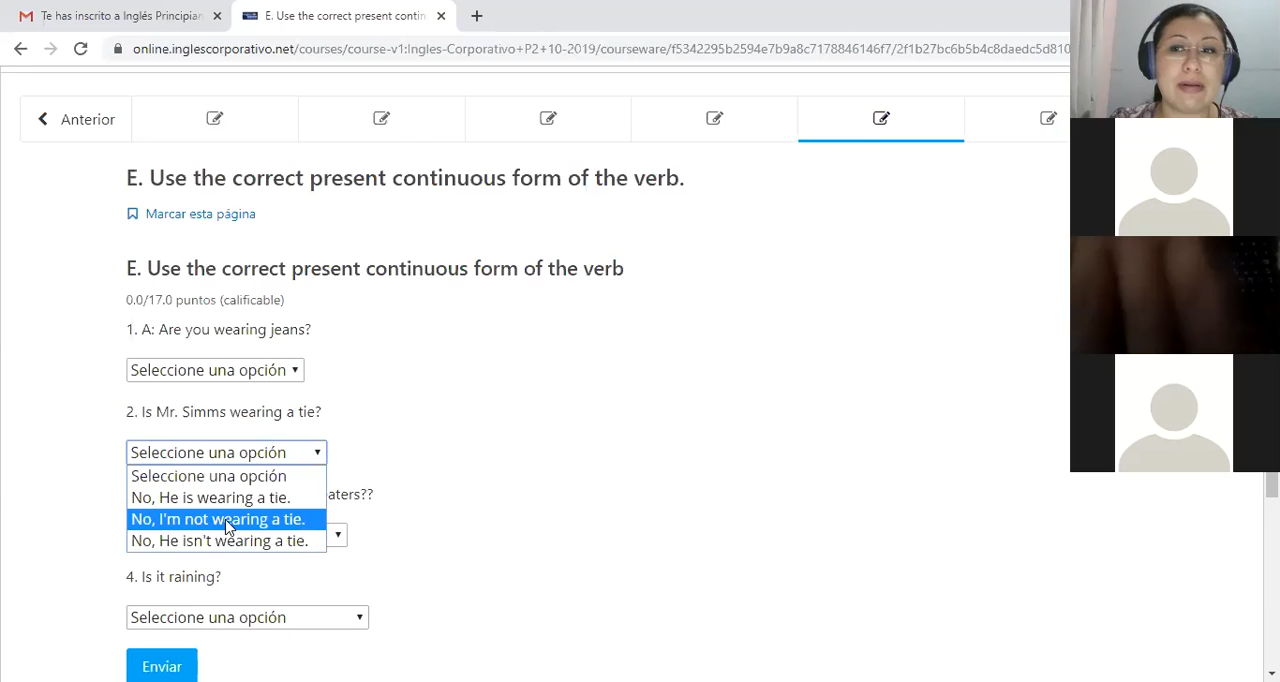 Te has inscrito a Inglés Principian
E. Use the correct present contin
online.inglescorporativo.net/courses/course-v1:Ingles-Corporativo+P2+10-2019/courseware/f5342295b2594e7b9a8c7178846146f7/2f1b27bc6b5b4c8daedc5d810
Anterior
E. Use the correct present continuous form of the verb.
Marcar esta página
E. Use the correct present continuous form of the verb
0.0/17.0 puntos (calificable)
1. A: Are you wearing jeans?
Seleccione una opción
2. Is Mr. Simms wearing a tie?
Seleccione una opción
Seleccione una opción
No, He is wearing a tie.
aters??
No, I'm not wearing a tie.
No, He isn't wearing a tie.
4. Is it raining?
Seleccione una opción
Enviar